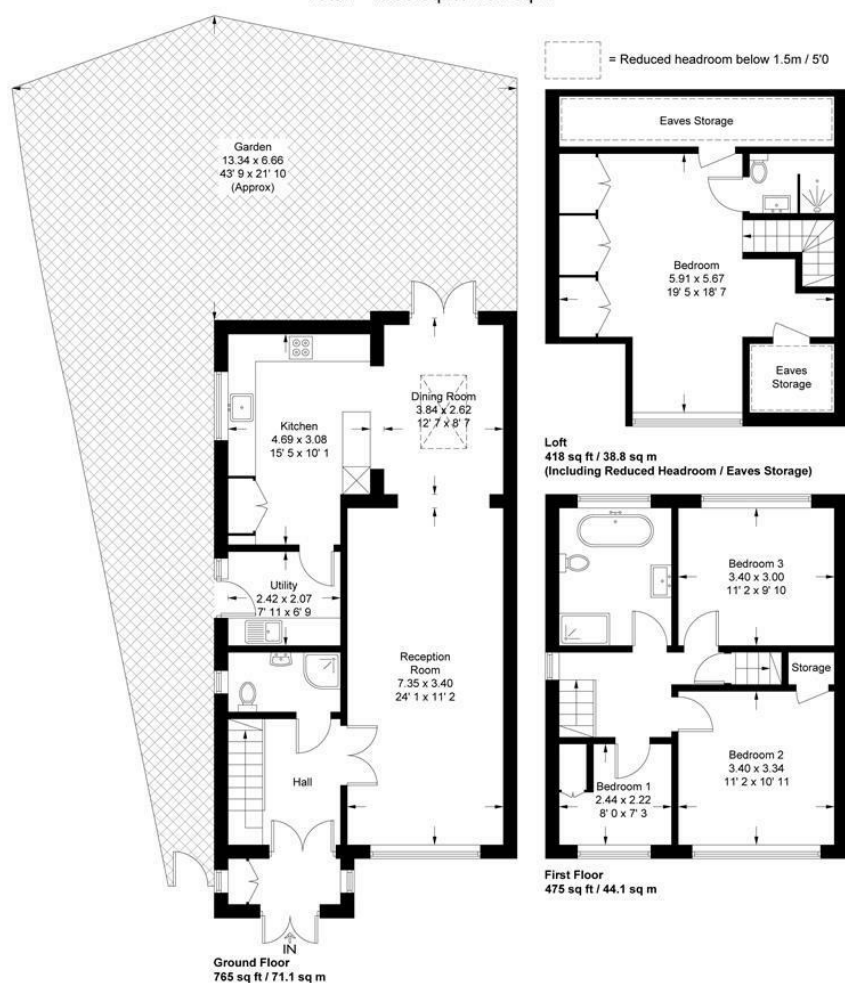 = Reduced headroom below 1.5m / 5'0
Garden
13.34 x 6.66
43' 9 x 21' 10
(Approx)
Eaves Storage
Bedroom
5.91 x 5.67
19' 5 x 18' 7
Eaves
Storage
Loft
418 sq ft / 38.8 sq m
(Including Reduced Headroom / Eaves Storage)
Dining Room
3.84 x 2.62
12' 7 x 8' 7
Kitchen
4.69 x 3.08
15' 5 x 10' 1
Utility
2.42 x 2.07
7' 11 x 6' 9
Reception
Room
7.35 x 3.40
24' 1 x 11' 2
Hall
IN
Ground Floor
765 sq ft / 71.1 sq m
Bedroom 3
3.40 x 3.00
11' 2 x 9' 10
Storage
Bedroom 2
3.40 x 3.34
11' 2 x 10' 11
Bedroom 1
2.44 x 2.22
8' 0 x 7' 3
First Floor
475 sq ft / 44.1 sq m